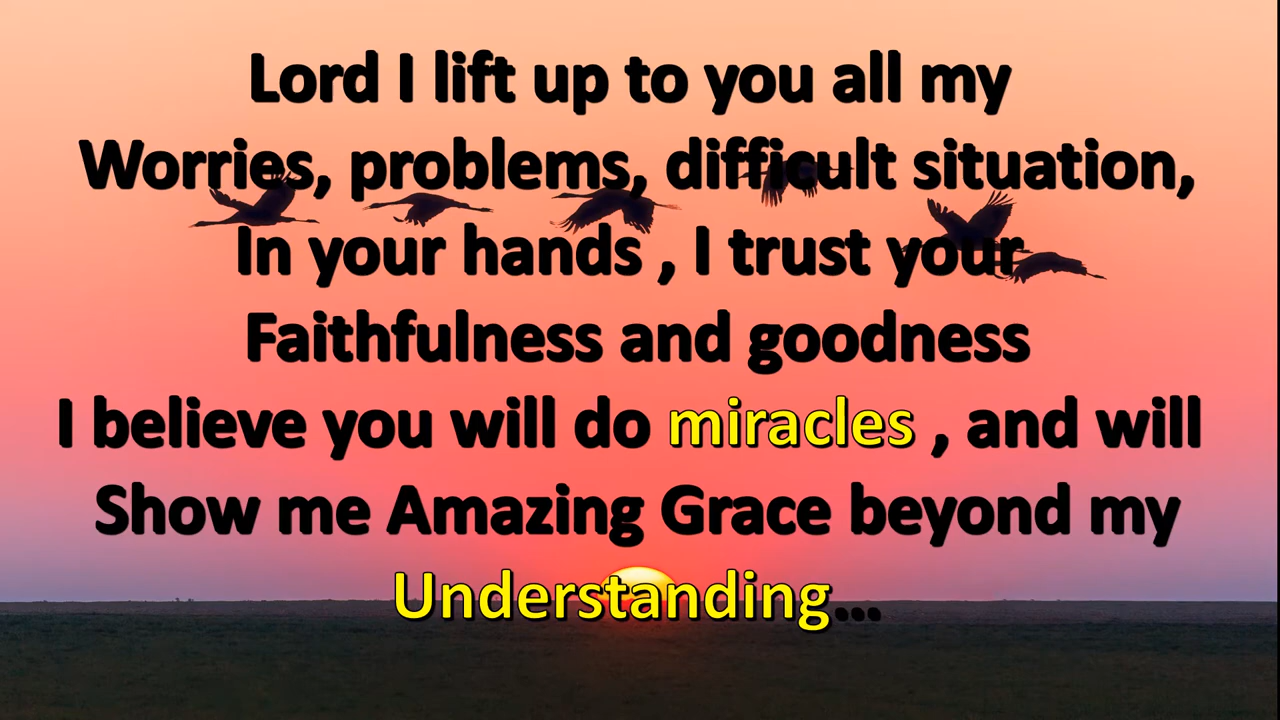 Lord I lift up to you all my
Worries, problems, difficult situation,
In your hands , I trust your
Faithfulness and goodness
I believe you will do miracles , and will
Show me Amazing Grace beyond my
Understanding...